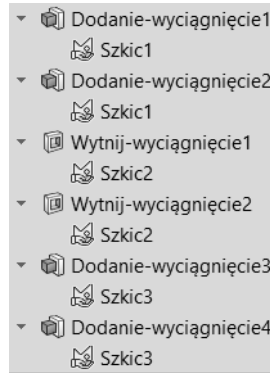 Dodanie-wyciągnięcie1
Szkic1
Dodanie-wyciągnięcie2
Szkic1
Wytnij-wyciągnięcie1
Szkic2
Wytnij-wyciągnięcie2
Szkic2
Dodanie-wyciągnięcie3
Szkic3
Dodanie-wyciągnięcie4
Szkic3